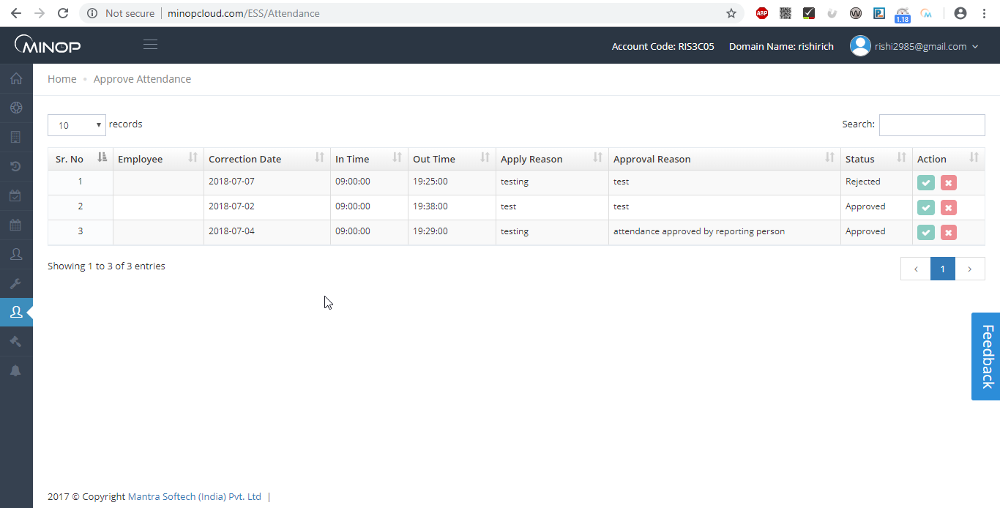 Not secure | minopcloud.com/ESS/Attendance
ABP
W
P
1.18
M
MINOP
Account Code: RIS3C05 Domain Name: rishirich rishi2985@gmail.com
Home • Approve Attendance
10 records Search:
Sr. No Employee Correction Date In Time Out Time Apply Reason Approval Reason Status Action
1 2018-07-07 09:00:00 19:25:00 testing test Rejected
2 2018-07-02 09:00:00 19:38:00 test test Approved
3 2018-07-04 09:00:00 19:29:00 testing attendance approved by reporting person Approved
Showing 1 to 3 of 3 entries
‹ 1 ›
Feedback
2017 © Copyright Mantra Softech (India) Pvt. Ltd |